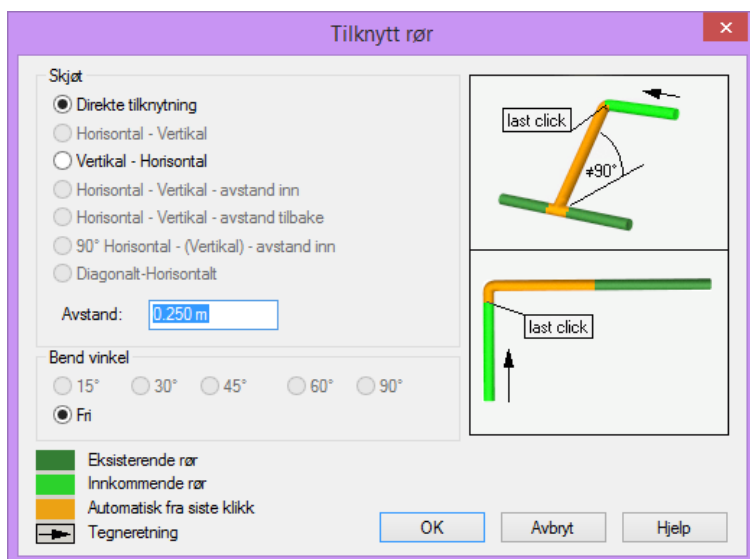 Tilknytt rør
Skjøt
Direkte tilknytning
Horisontal - Vertikal
Vertikal - Horisontal
Horisontal - Vertikal - avstand inn
Horisontal - Vertikal - avstand tilbake
90° Horisontal - (Vertikal) - avstand inn
Diagonalt-Horisontalt
Avstand: 0.250 m
Bend vinkel
15° 30° 45° 60° 90°
Fri
Eksisterende rør
Innkommende rør
Automatisk fra siste klikk
Tegneretning
last click
≠90°
last click
OK Avbryt Hjelp